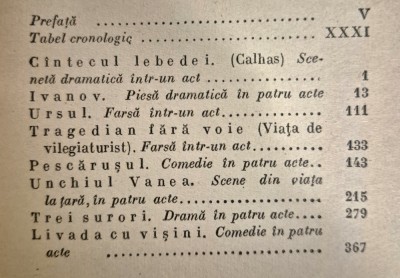 Prefață . . . . . . . . . . . . . . . . V
Tabel cronologic . . . . . . . . . . . XXXI
Cîntecul lebedei. (Calhas) Sce-
netă dramatică într-un act . . . . . . . 1
Ivanov. Piesă dramatică în patru acte 13
Ursul. Farsă într-un act . . . . . . . 111
Tragedian fără voie (Viața de
vilegiaturist). Farsă într-un act . . . . 133
Pescărușul. Comedie în patru acte. . . 143
Unchiul Vanea. Scene din viața
la țară, în patru acte . . . . . . . . 215
Trei surori. Dramă în patru acte . . . . 279
Livada cu vișini. Comedie în patru
acte . . . . . . . . . . . . . . . . 367